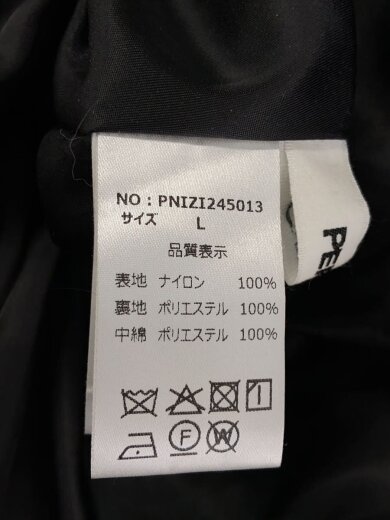 NO : PNIZI245013
サイズ L
品質表示
表地 ナイロン 100%
裏地 ポリエステル 100%
中綿 ポリエステル 100%
F W
PE